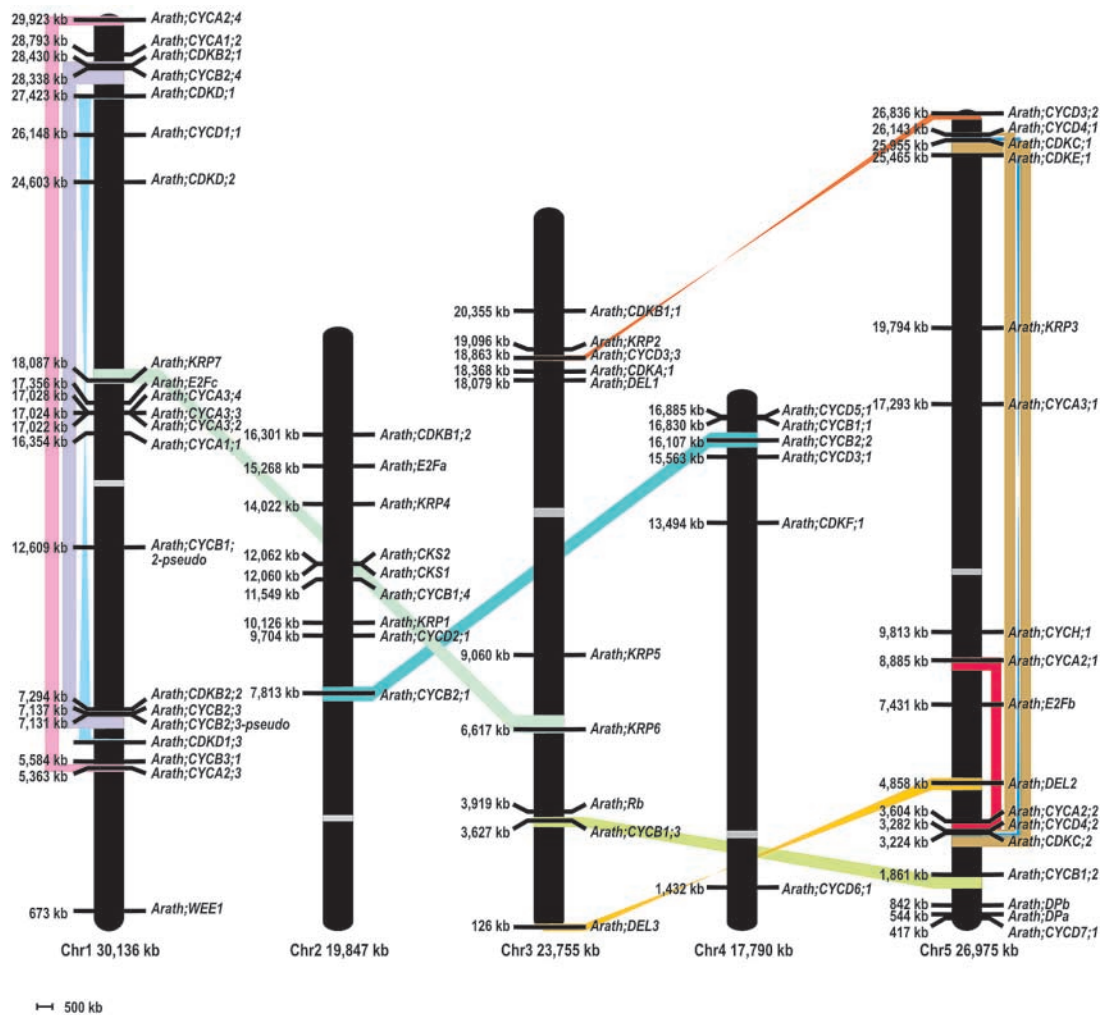 29,923 kb Arath;CYCA2;4
28,793 kb Arath;CYCA1;2
28,430 kb Arath;CDKB2;1
28,338 kb Arath;CYCB2;4
27,423 kb Arath;CDKD;1
26,148 kb Arath;CYCD1;1
24,603 kb Arath;CDKD;2
18,087 kb Arath;KRP7
17,356 kb Arath;E2Fc
17,028 kb Arath;CYCA3;4
17,024 kb Arath;CYCA3;3
17,022 kb Arath;CYCA3;2
16,354 kb Arath;CYCA1;1
12,609 kb Arath;CYCB1;
2-pseudo
7,294 kb Arath;CDKB2;2
7,137 kb Arath;CYCB2;3
7,131 kb Arath;CYCB2;3-pseudo
Arath;CDKD1;3
5,584 kb Arath;CYCB3;1
5,363 kb Arath;CYCA2;3
673 kb Arath;WEE1
Chr1 30,136 kb
16,301 kb Arath;CDKB1;2
15,268 kb Arath;E2Fa
14,022 kb Arath;KRP4
12,062 kb Arath;CKS2
12,060 kb Arath;CKS1
11,549 kb Arath;CYCB1;4
10,126 kb Arath;KRP1
9,704 kb Arath;CYCD2;1
7,813 kb Arath;CYCB2;1
Chr2 19,847 kb
20,355 kb Arath;CDKB1;1
19,096 kb Arath;KRP2
18,863 kb Arath;CYCD3;3
18,368 kb Arath;CDKA;1
18,079 kb Arath;DEL1
9,060 kb Arath;KRP5
6,617 kb Arath;KRP6
3,919 kb Arath;Rb
3,627 kb Arath;CYCB1;3
126 kb Arath;DEL3
Chr3 23,755 kb
16,885 kb Arath;CYCD5;1
16,830 kb Arath;CYCB1;1
16,107 kb Arath;CYCB2;2
15,563 kb Arath;CYCD3;1
13,494 kb Arath;CDKF;1
1,432 kb Arath;CYCD6;1
Chr4 17,790 kb
26,836 kb Arath;CYCD3;2
26,143 kb Arath;CYCD4;1
25,955 kb Arath;CDKC;1
25,465 kb Arath;CDKE;1
19,794 kb Arath;KRP3
17,293 kb Arath;CYCA3;1
9,813 kb Arath;CYCH;1
8,885 kb Arath;CYCA2;1
7,431 kb Arath;E2Fb
4,858 kb Arath;DEL2
3,604 kb Arath;CYCA2;2
3,282 kb Arath;CYCD4;2
3,224 kb Arath;CDKC;2
1,861 kb Arath;CYCB1;2
842 kb Arath;DPb
544 kb Arath;DPa
417 kb Arath;CYCD7;1
Chr5 26,975 kb
500 kb